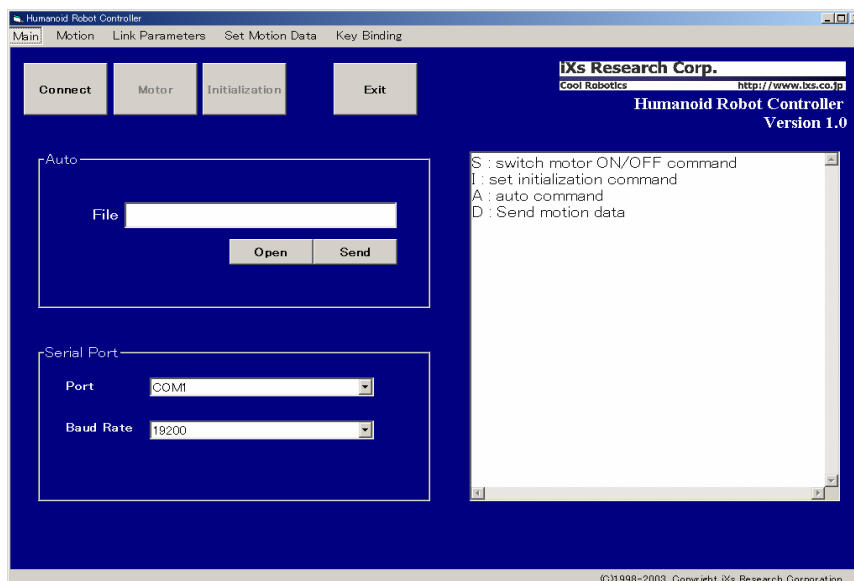 Humanoid Robot Controller
Main Motion Link Parameters Set Motion Data Key Binding
Connect Motor Initialization Exit
iXs Research Corp.
Cool Robotics http://www.ixs.co.jp
Humanoid Robot Controller
Version 1.0
Auto
File
Open Send
S : switch motor ON/OFF command
I : set initialization command
A : auto command
D : Send motion data
Serial Port
Port COM1
Baud Rate 19200
(C)1998-2003 Copyright iXs Research Corporation